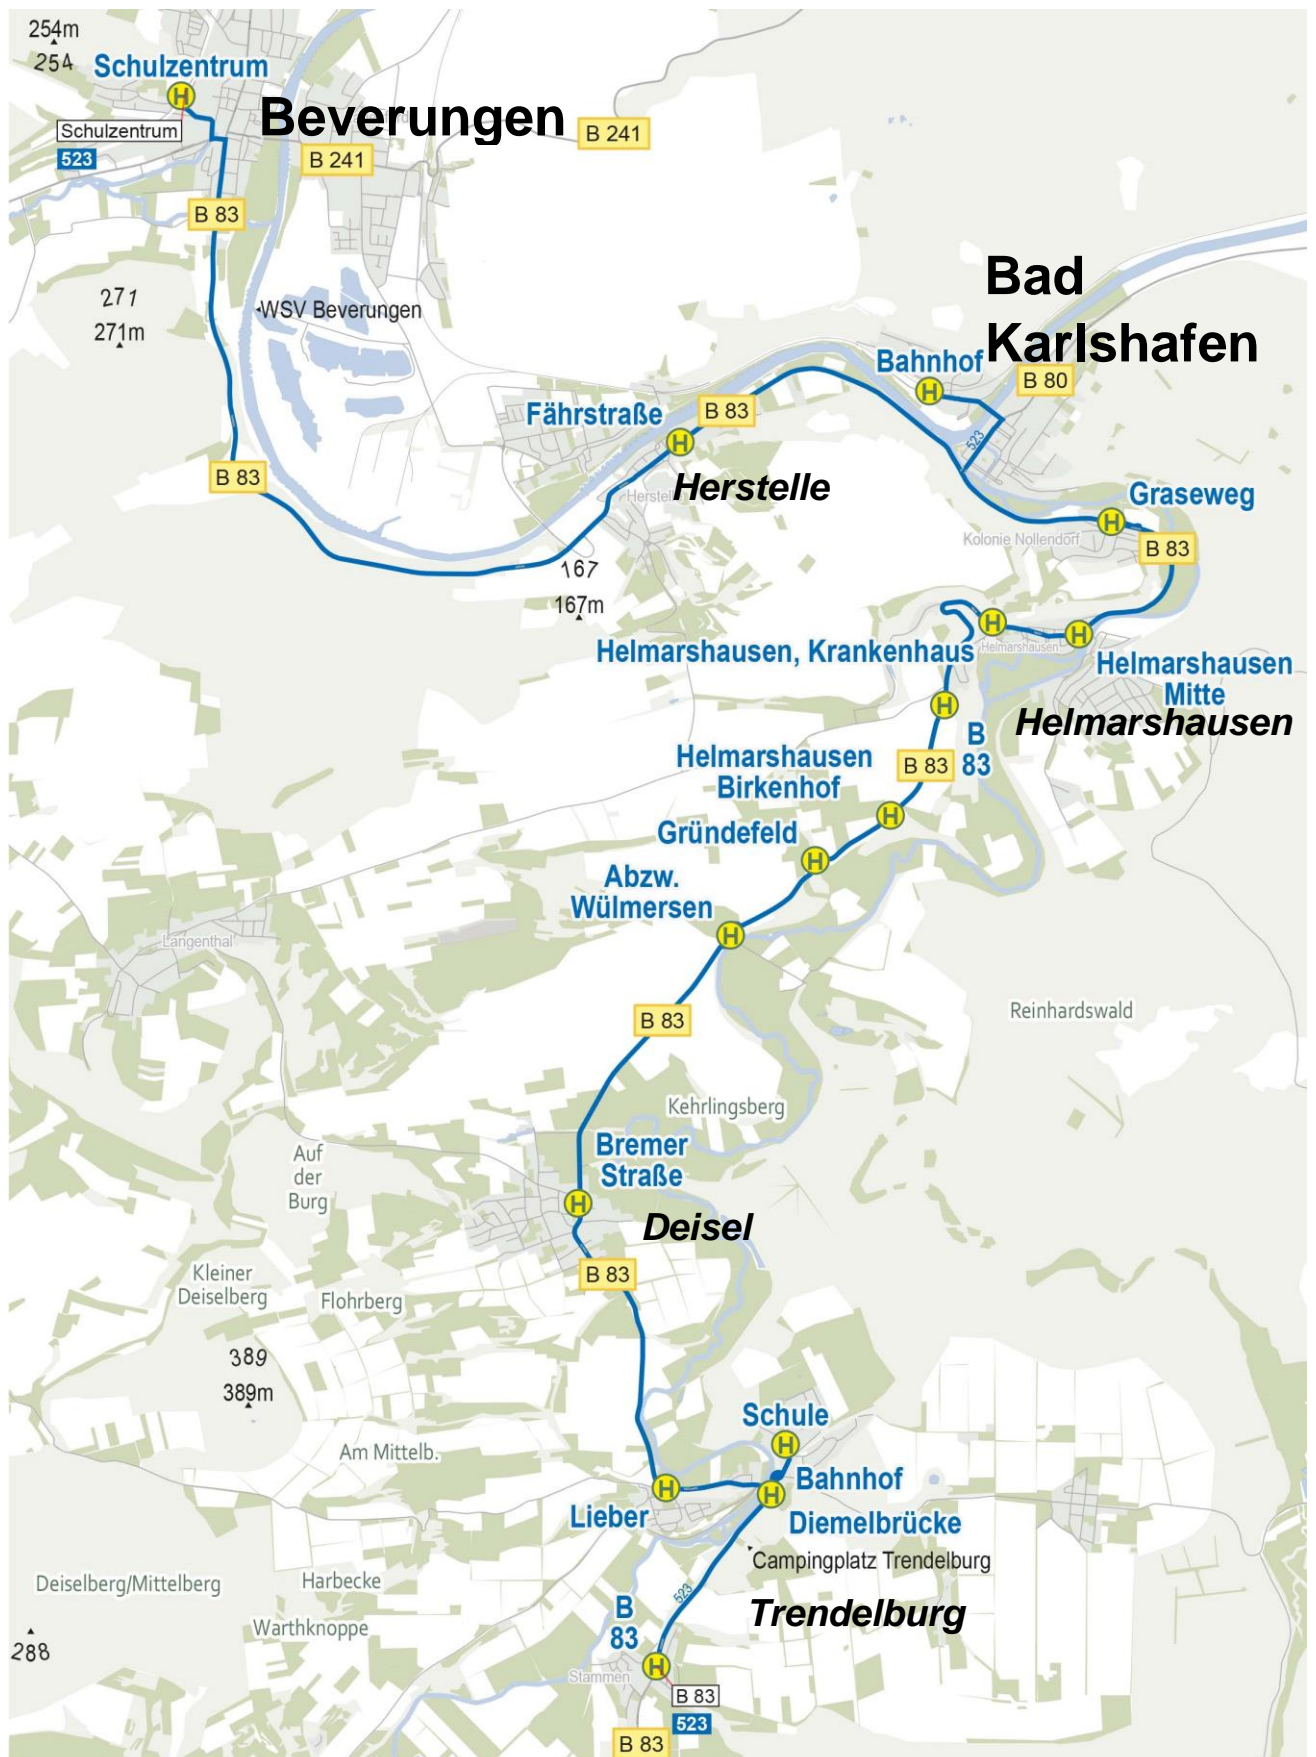 254m
254
Schulzentrum
Beverungen
B 241
Schulzentrum
523
B 241
B 83
271
271m
WSV Beverungen
Bad
Karlshafen
Bahnhof
B 80
B 83
Fährstraße
523
B 83
Herstelle
Graseweg
Kolonie Nollendorf
B 83
167
167m
Helmarshausen, Krankenhaus
Helmarshausen
Helmarshausen
Mitte
Helmarshausen
B
83
B 83
Helmarshausen
Birkenhof
Gründefeld
Abzw.
Wülmersen
Langenthal
Reinhardswald
B 83
Kehrlingsberg
Auf
der
Burg
Bremer
Straße
Deisel
B 83
Kleiner
Deiselberg
Flohrberg
389
389m
Am Mittelb.
Schule
Bahnhof
Lieber
Diemelbrücke
Campingplatz Trendelburg
Deiselberg/Mittelberg
Harbecke
Warthknoppe
523
Trendelburg
B
83
288
Stammen
B 83
523
B 83